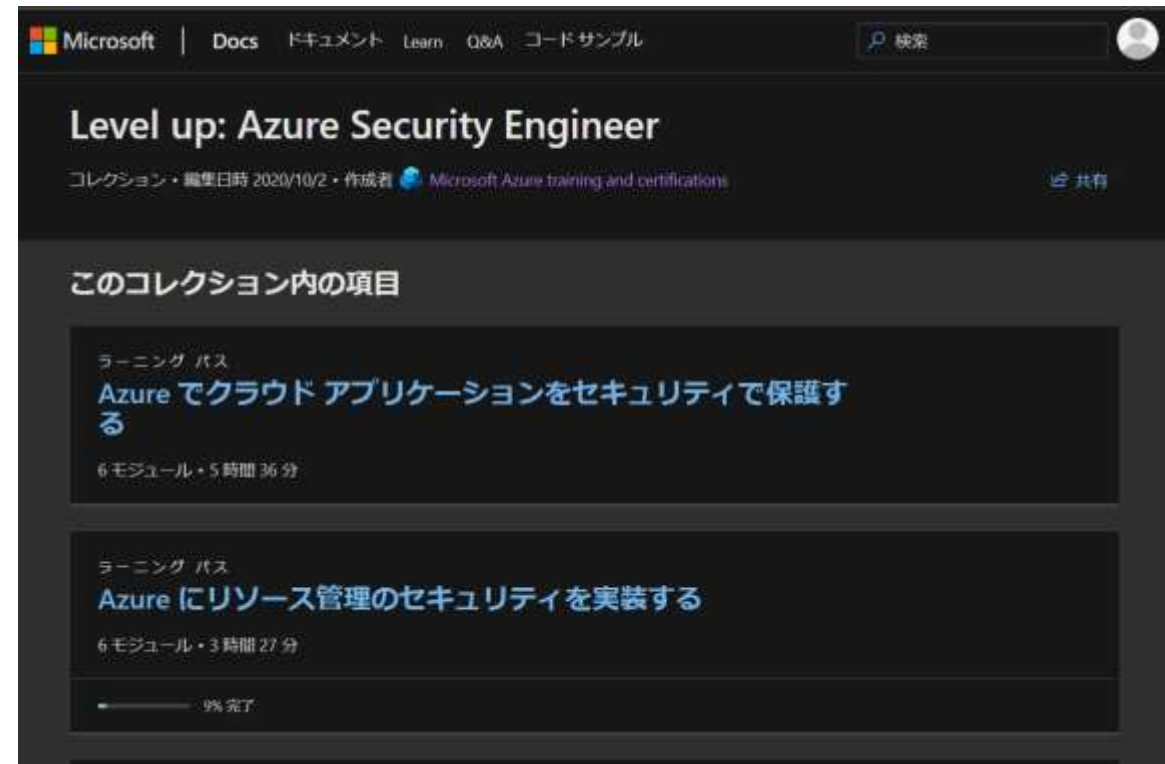 Microsoft | Docs ドキュメント Learn Q&A コード サンプル 検索
Level up: Azure Security Engineer
コレクション • 編集日時 2020/10/2 • 作成者 Microsoft Azure training and certifications 共有
このコレクション内の項目
ラーニング パス
Azure でクラウド アプリケーションをセキュリティで保護す
る
6 モジュール • 5 時間 36 分
ラーニング パス
Azure にリソース管理のセキュリティを実装する
6 モジュール • 3 時間 27 分
9% 完了